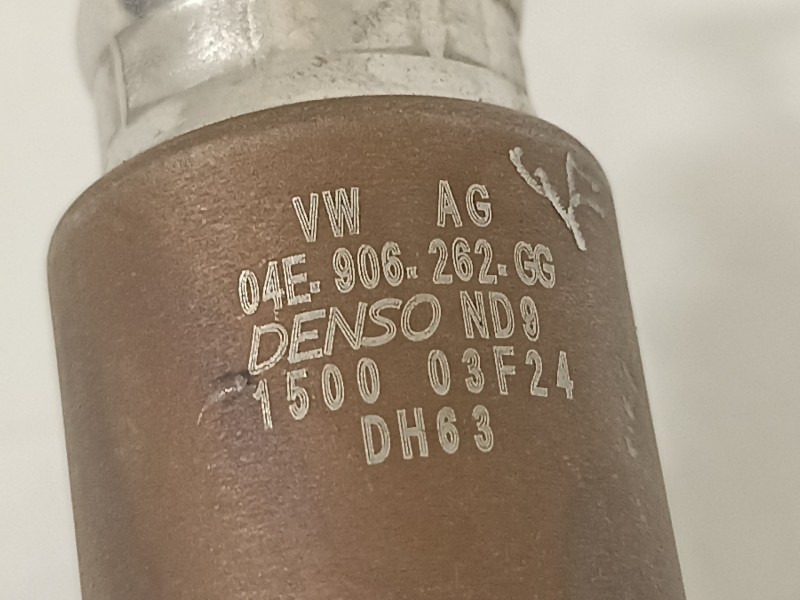 VW AG
04E-906-262-GG
DENSO ND9
1500 03F24
DH63